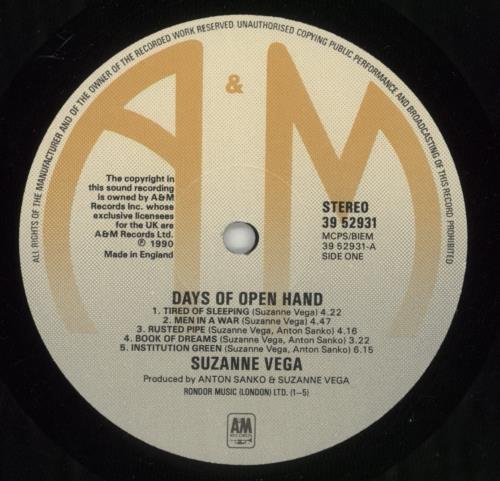 ALL RIGHTS OF THE MANUFACTURER AND OF THE OWNER OF THE RECORDED WORK RESERVED. UNAUTHORISED COPYING PUBLIC PERFORMANCE AND BROADCASTING OF THIS RECORD PROHIBITED
A & M
The copyright in
this sound recording
is owned by A&M
Records Inc. whose
exclusive licensees
for the UK are
A&M Records Ltd.
℗ 1990
Made in England
STEREO
39 52931
MCPS/BIEM
39 52931-A
SIDE ONE
DAYS OF OPEN HAND
1. TIRED OF SLEEPING (Suzanne Vega) 4.22
2. MEN IN A WAR (Suzanne Vega) 4.47
3. RUSTED PIPE (Suzanne Vega, Anton Sanko) 4.16
4. BOOK OF DREAMS (Suzanne Vega, Anton Sanko) 3.22
5. INSTITUTION GREEN (Suzanne Vega, Anton Sanko) 6.15
SUZANNE VEGA
Produced by ANTON SANKO & SUZANNE VEGA
RONDOR MUSIC (LONDON) LTD. (1—5)
AM
RECORDS